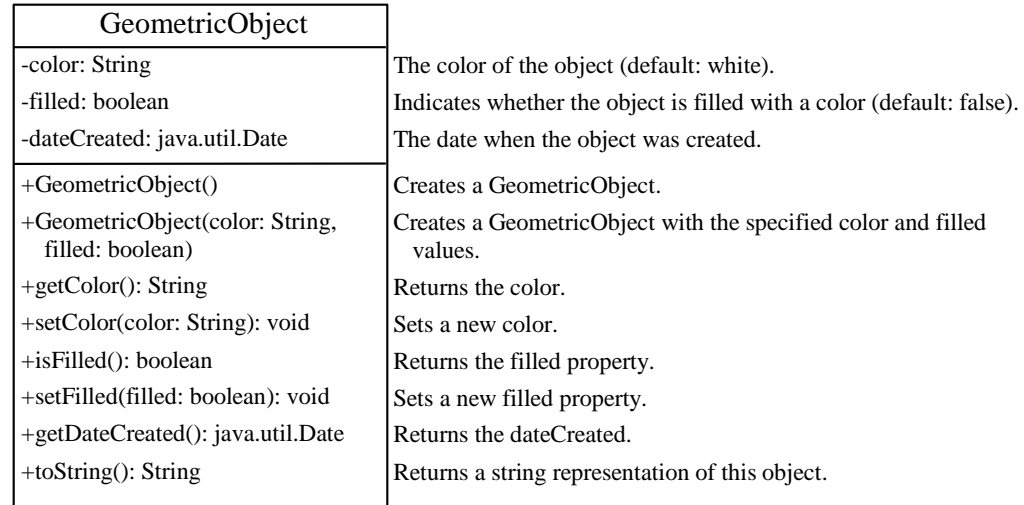 GeometricObject
-color: String The color of the object (default: white).
-filled: boolean Indicates whether the object is filled with a color (default: false).
-dateCreated: java.util.Date The date when the object was created.
+GeometricObject() Creates a GeometricObject.
+GeometricObject(color: String, Creates a GeometricObject with the specified color and filled
filled: boolean) values.
+getColor(): String Returns the color.
+setColor(color: String): void Sets a new color.
+isFilled(): boolean Returns the filled property.
+setFilled(filled: boolean): void Sets a new filled property.
+getDateCreated(): java.util.Date Returns the dateCreated.
+toString(): String Returns a string representation of this object.